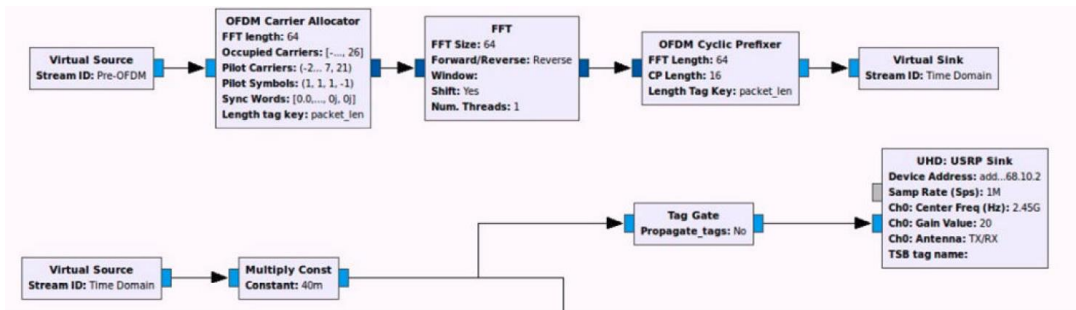 Virtual Source
Stream ID: Pre-OFDM
OFDM Carrier Allocator
FFT length: 64
Occupied Carriers: [-..., 26]
Pilot Carriers: (-2... 7, 21)
Pilot Symbols: (1, 1, 1, -1)
Sync Words: [0.0,..., 0j, 0j]
Length tag key: packet_len
FFT
FFT Size: 64
Forward/Reverse: Reverse
Window:
Shift: Yes
Num. Threads: 1
OFDM Cyclic Prefixer
FFT Length: 64
CP Length: 16
Length Tag Key: packet_len
Virtual Sink
Stream ID: Time Domain
Virtual Source
Stream ID: Time Domain
Multiply Const
Constant: 40m
Tag Gate
Propagate_tags: No
UHD: USRP Sink
Device Address: add...68.10.2
Samp Rate (Sps): 1M
Ch0: Center Freq (Hz): 2.45G
Ch0: Gain Value: 20
Ch0: Antenna: TX/RX
TSB tag name: